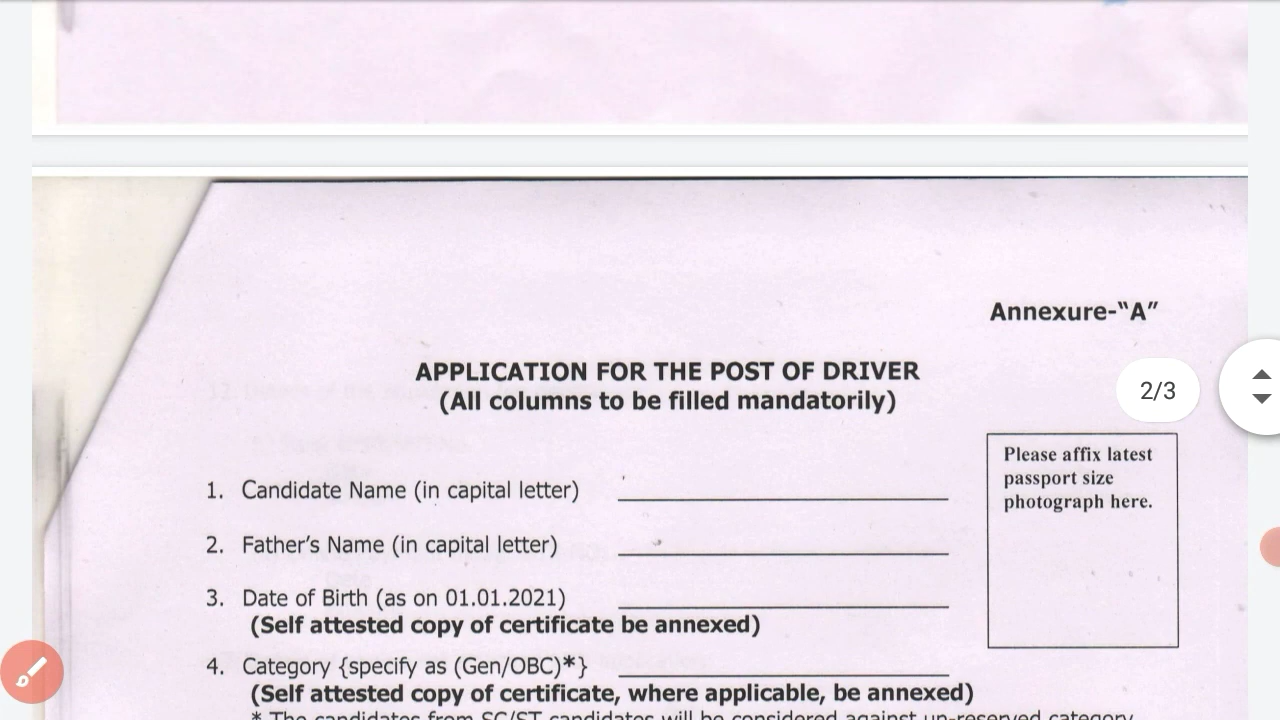 Annexure-“A”
APPLICATION FOR THE POST OF DRIVER
(All columns to be filled mandatorily)
2/3
Please affix latest
passport size
photograph here.
1. Candidate Name (in capital letter)
2. Father’s Name (in capital letter)
3. Date of Birth (as on 01.01.2021)
(Self attested copy of certificate be annexed)
4. Category {specify as (Gen/OBC)*}
(Self attested copy of certificate, where applicable, be annexed)
* The candidates from SC/ST candidates will be considered against un-reserved category